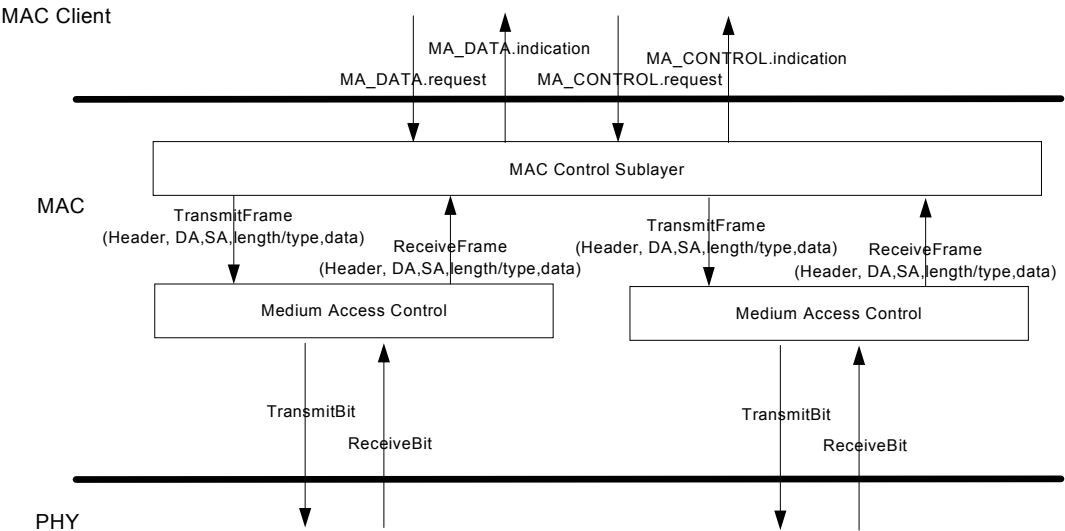 MAC Client
MA_DATA.indication
MA_CONTROL.indication
MA_DATA.request
MA_CONTROL.request
MAC Control Sublayer
MAC
TransmitFrame
(Header, DA,SA,length/type,data)
ReceiveFrame
(Header, DA,SA,length/type,data)
TransmitFrame
(Header, DA,SA,length/type,data)
ReceiveFrame
(Header, DA,SA,length/type,data)
Medium Access Control
Medium Access Control
TransmitBit
ReceiveBit
TransmitBit
ReceiveBit
PHY